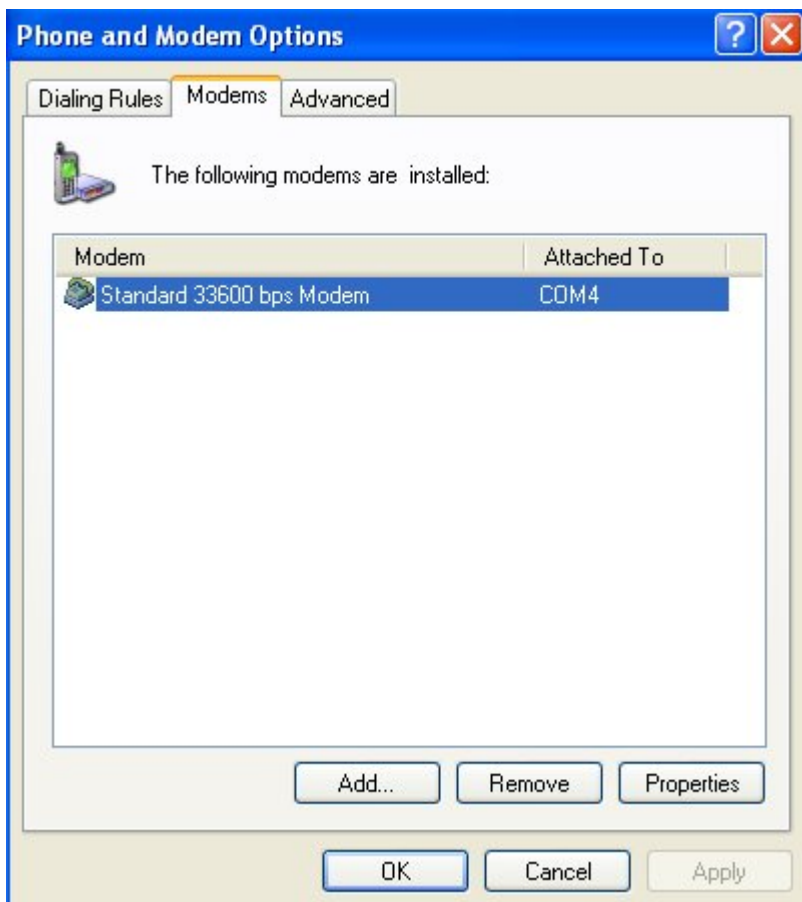 Phone and Modem Options
?
X
Dialing Rules Modems Advanced
The following modems are installed:
Modem Attached To
Standard 33600 bps Modem COM4
Add... Remove Properties
OK Cancel Apply